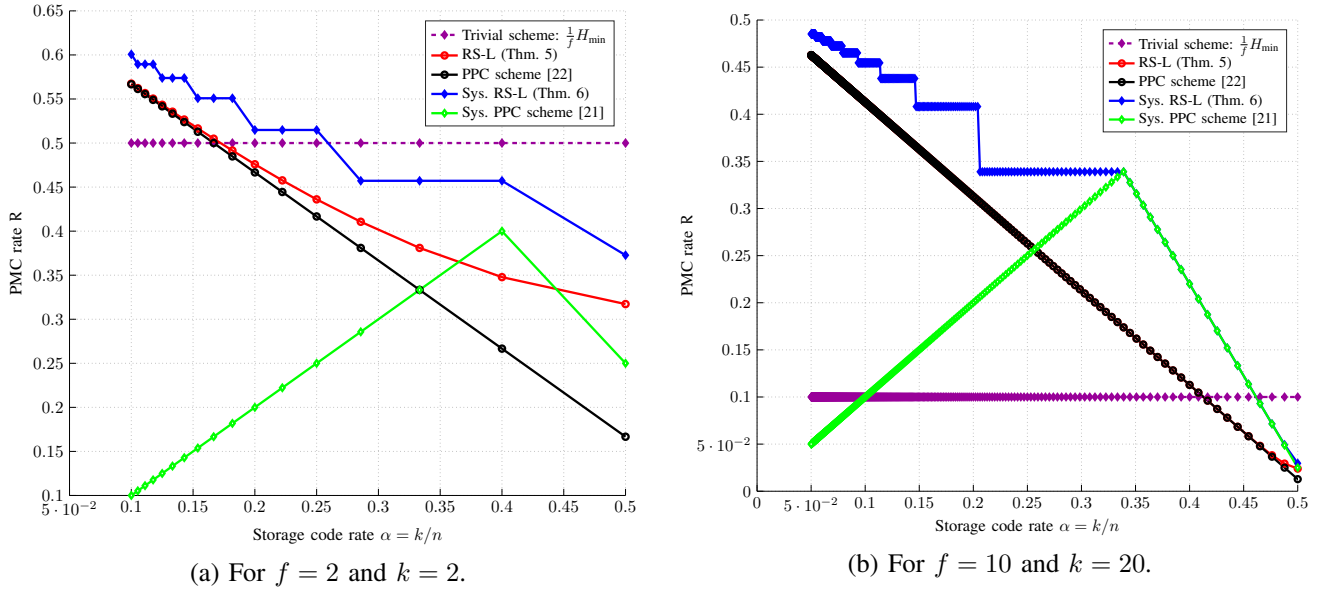 0.65
0.6
0.55
0.5
0.45
0.4
0.35
0.3
0.25
0.2
0.15
0.1
5 · 10⁻² 0.1 0.15 0.2 0.25 0.3 0.35 0.4 0.45 0.5
PMC rate R
Storage code rate α = k/n
Trivial scheme: 1/f H_min
RS-L (Thm. 5)
PPC scheme [22]
Sys. RS-L (Thm. 6)
Sys. PPC scheme [21]
(a) For f = 2 and k = 2.
0.5
0.45
0.4
0.35
0.3
0.25
0.2
0.15
0.1
5 · 10⁻²
0
0 5 · 10⁻² 0.1 0.15 0.2 0.25 0.3 0.35 0.4 0.45 0.5
PMC rate R
Storage code rate α = k/n
Trivial scheme: 1/f H_min
RS-L (Thm. 5)
PPC scheme [22]
Sys. RS-L (Thm. 6)
Sys. PPC scheme [21]
(b) For f = 10 and k = 20.